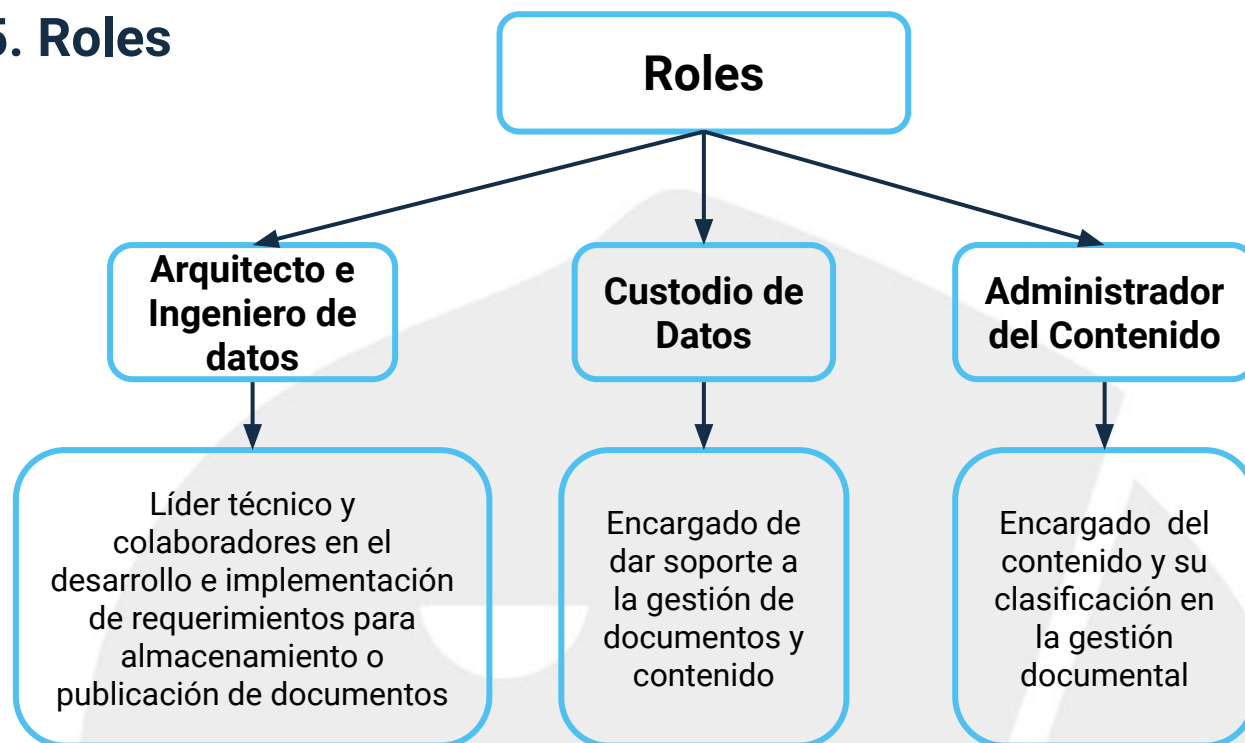 5. Roles
Roles
Arquitecto e
Ingeniero de
datos
Custodio de
Datos
Administrador
del Contenido
Líder técnico y
colaboradores en el
desarrollo e implementación
de requerimientos para
almacenamiento o
publicación de documentos
Encargado de
dar soporte a
la gestión de
documentos y
contenido
Encargado  del
contenido y su
clasificación en
la gestión
documental